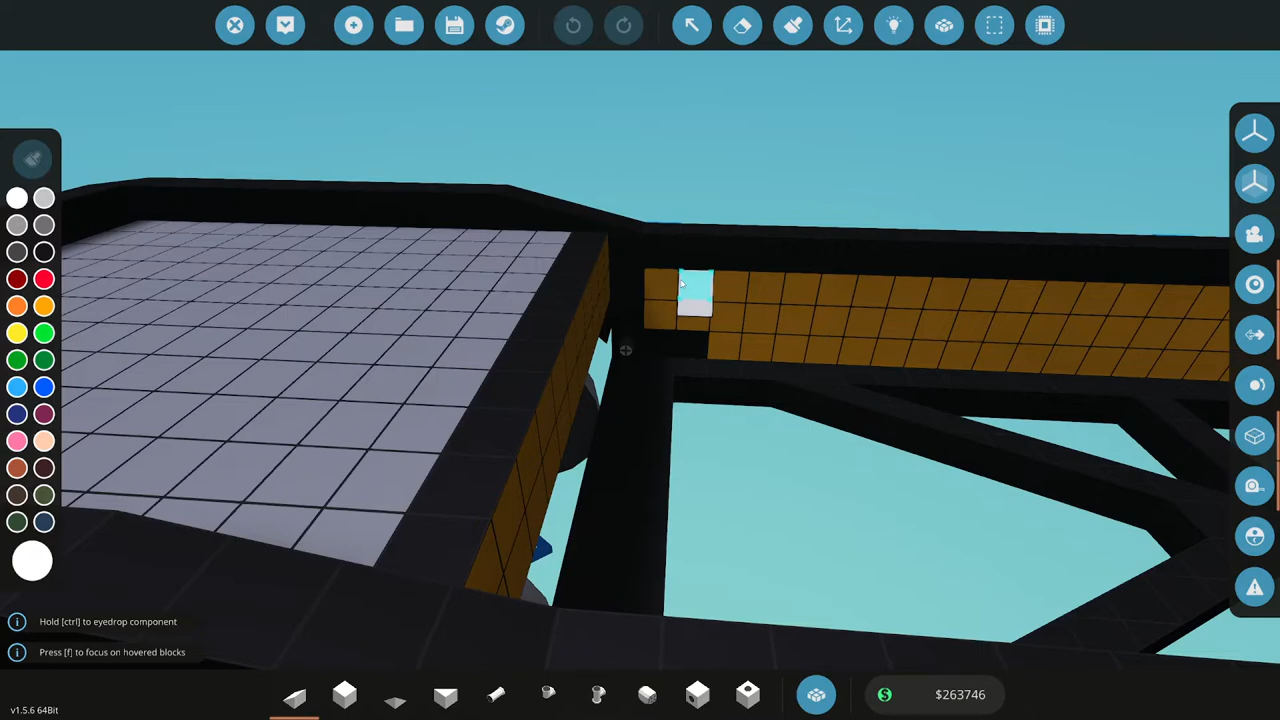 Hold [ctrl] to eyedrop component
Press [f] to focus on hovered blocks
v1.5.6 64Bit
$263746